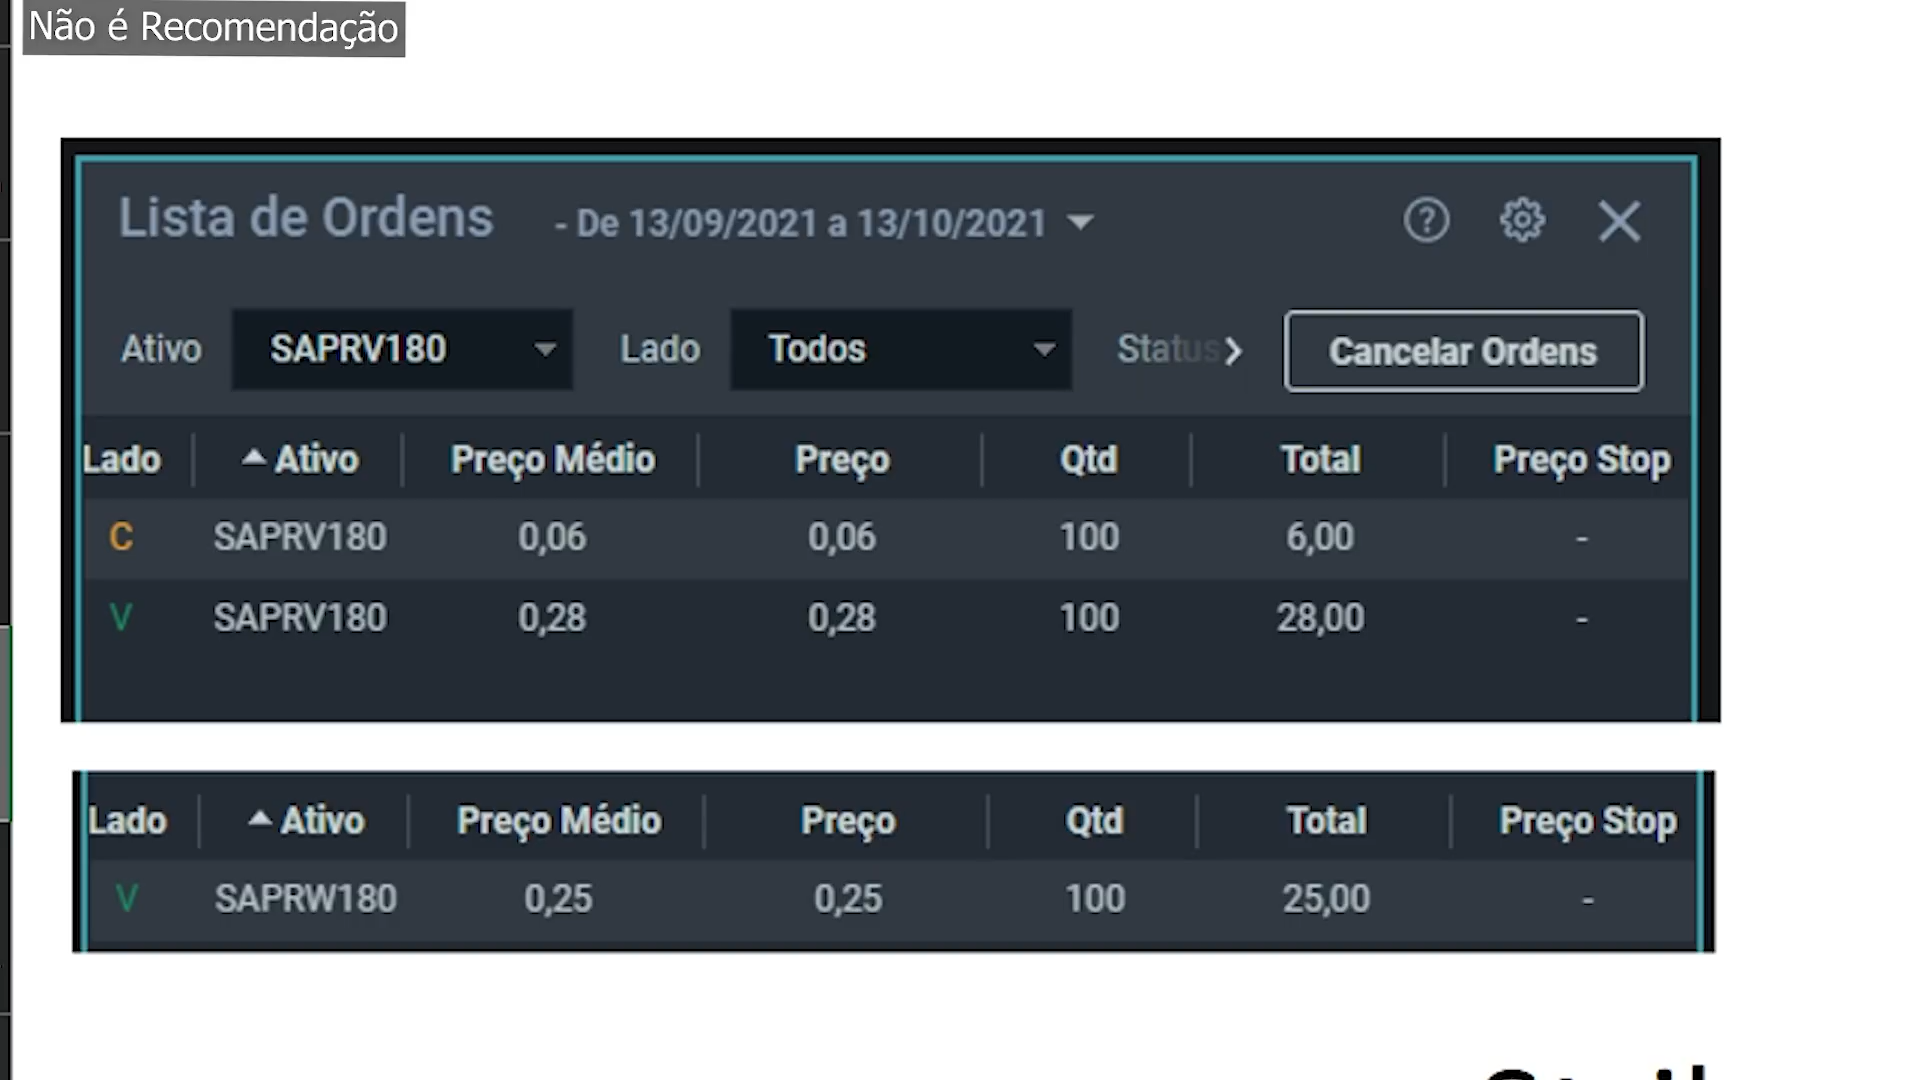 Não é Recomendação
Lista de Ordens - De 13/09/2021 a 13/10/2021
Ativo SAPRV180 Lado Todos Status Cancelar Ordens
Lado Ativo Preço Médio Preço Qtd Total Preço Stop
C SAPRV180 0,06 0,06 100 6,00 -
V SAPRV180 0,28 0,28 100 28,00 -
Lado Ativo Preço Médio Preço Qtd Total Preço Stop
V SAPRW180 0,25 0,25 100 25,00 -